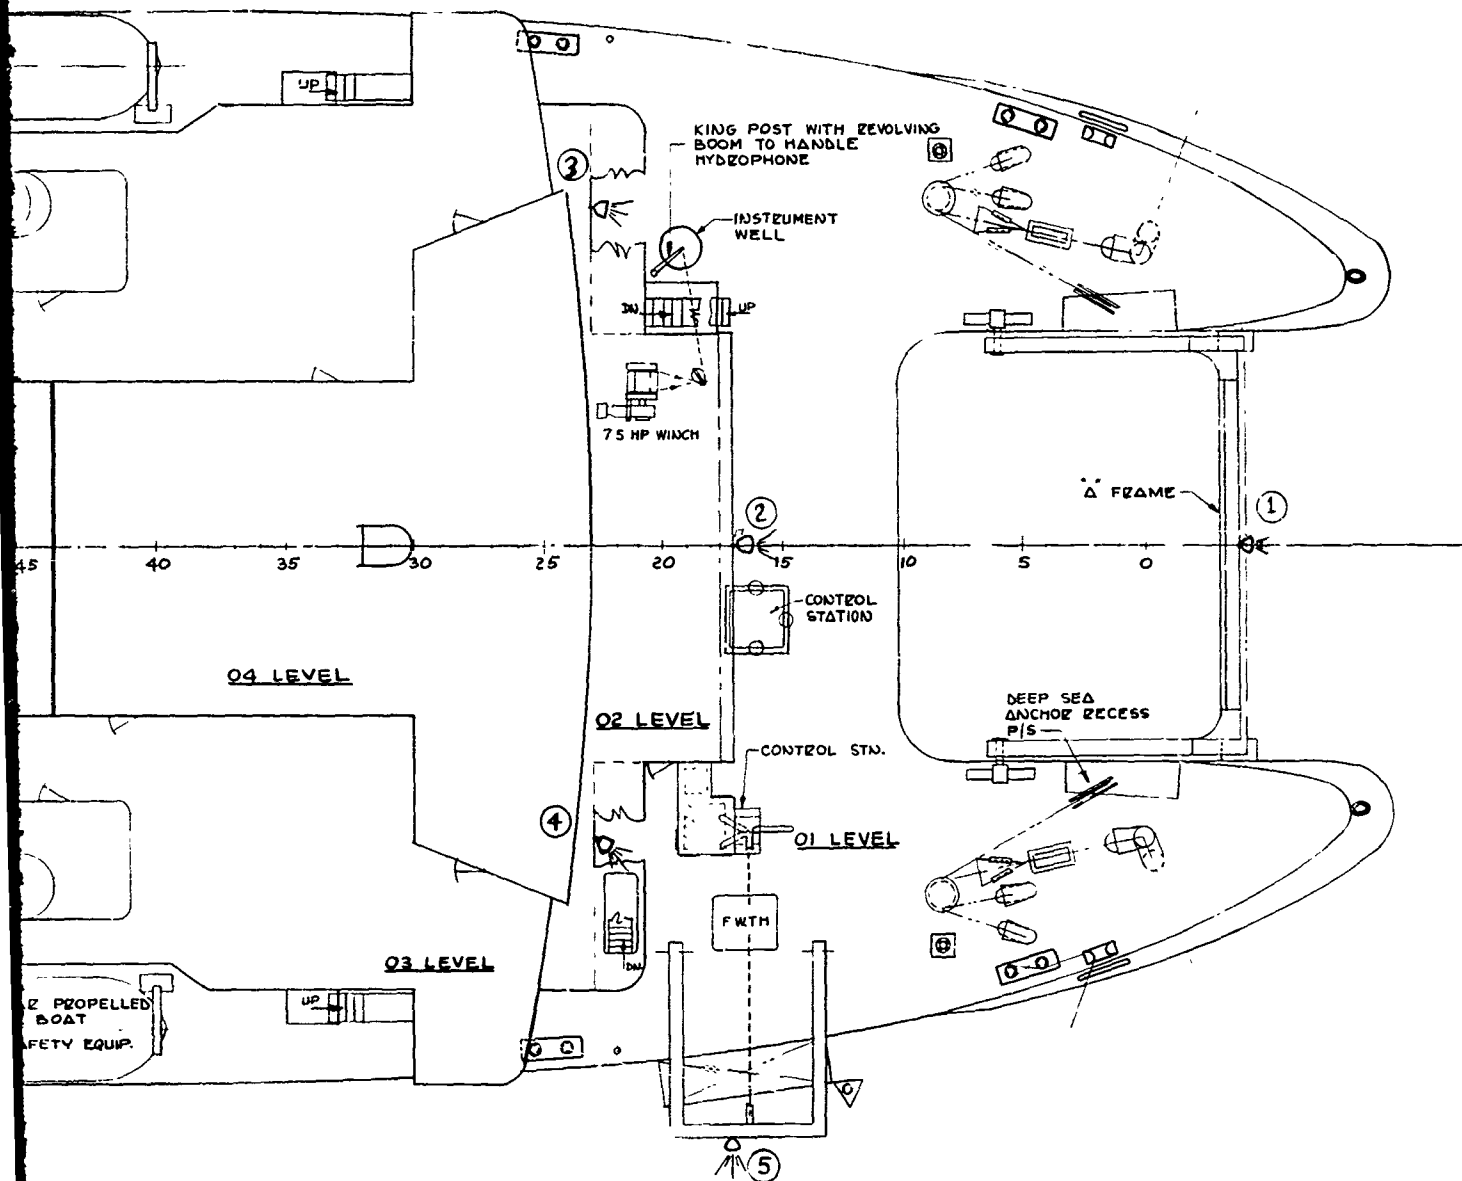 UP
KING POST WITH REVOLVING
BOOM TO HANDLE
HYDROPHONE
3
INSTRUMENT
WELL
DN
UP
7 5 HP WINCH
"A" FRAME
1
2
45 40 35 30 25 20 15 10 5 0
CONTROL
STATION
04 LEVEL
02 LEVEL
DEEP SEA
ANCHOR RECESS
P/S
CONTROL STN.
4
01 LEVEL
FWTH
03 LEVEL
DN
UP
PROPELLED
BOAT
EQUIP.
5